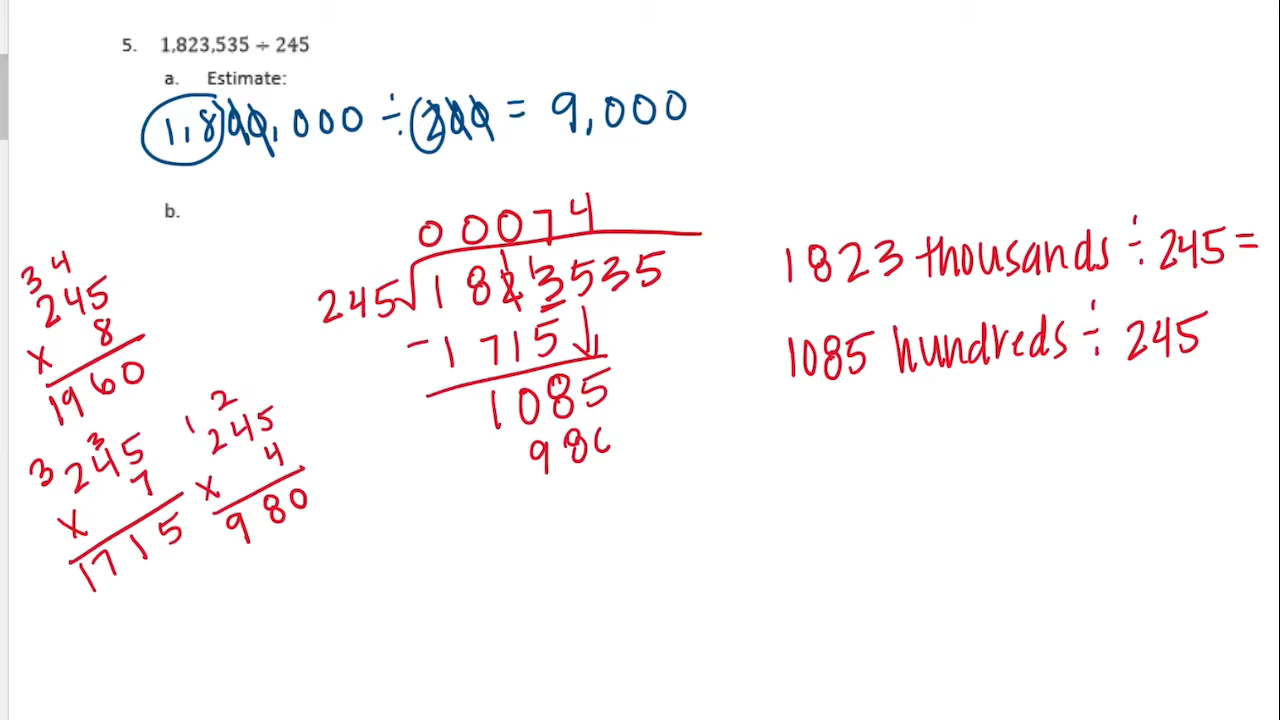 5. 1,823,535 ÷ 245
a. Estimate:
1,800,000 ÷ 200 = 9,000
b.
00074
245 1823535
- 1715
1085
980
34
245
x 8
1960
33
245
x 7
1715
12
245
x 4
980
1823 thousands ÷ 245 =
1085 hundreds ÷ 245